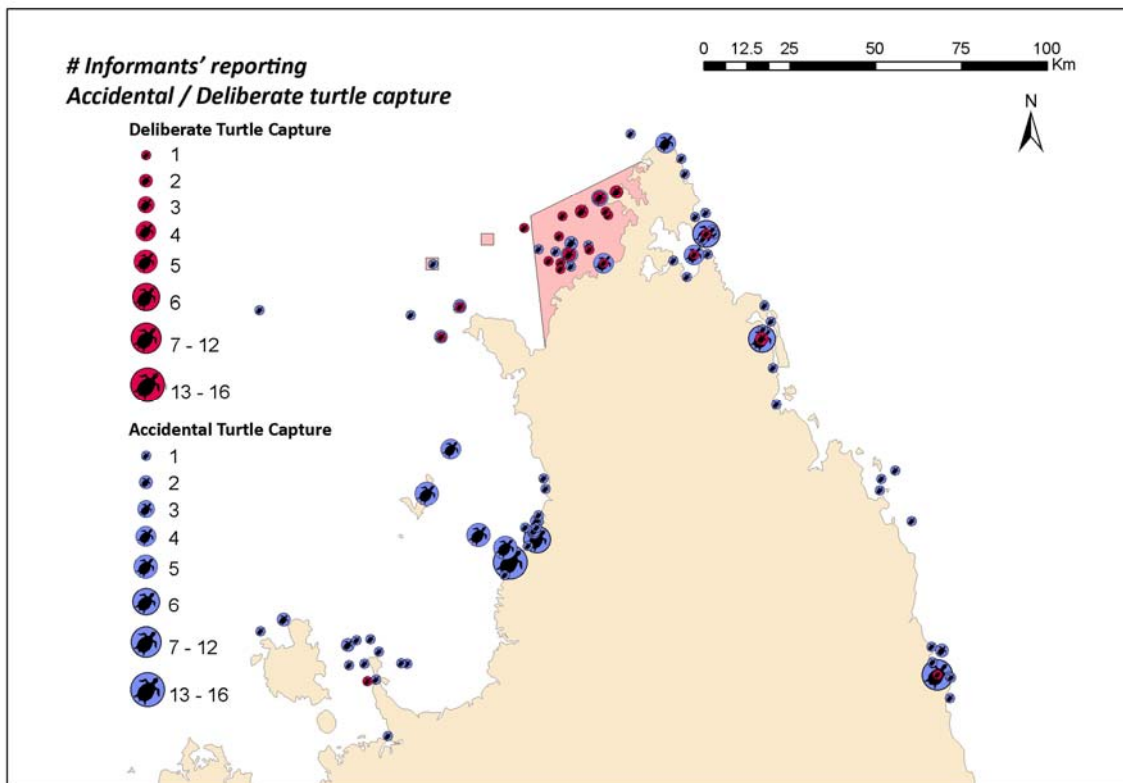 # Informants' reporting
Accidental / Deliberate turtle capture
Deliberate Turtle Capture
1
2
3
4
5
6
7 - 12
13 - 16
Accidental Turtle Capture
1
2
3
4
5
6
7 - 12
13 - 16
0 12.5 25 50 75 100
Km
N